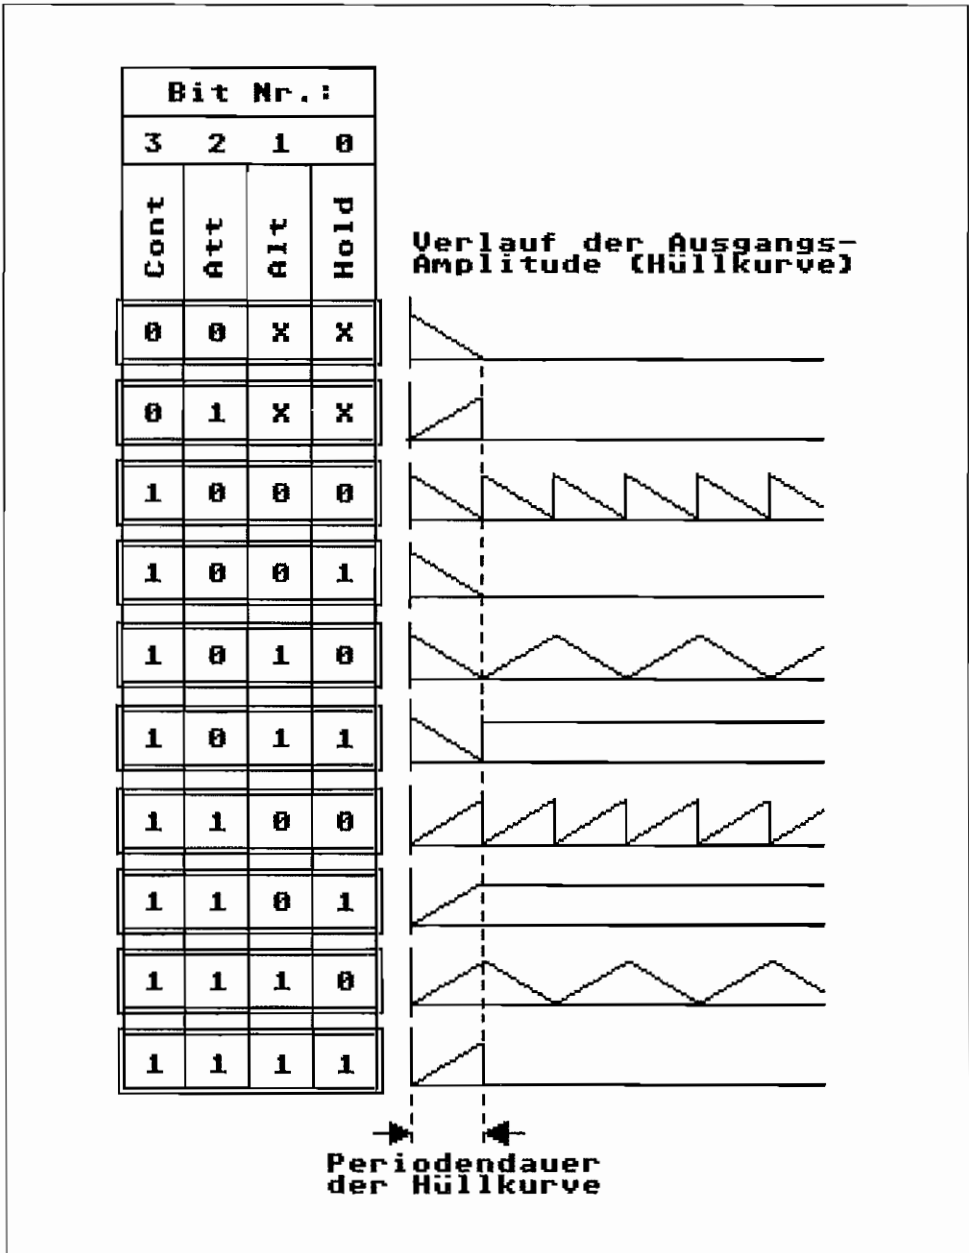 Bit Nr.:
3 2 1 0
Cont Att Alt Hold
Verlauf der Ausgangs-
Amplitude (Hüllkurve)
0 0 X X
0 1 X X
1 0 0 0
1 0 0 1
1 0 1 0
1 0 1 1
1 1 0 0
1 1 0 1
1 1 1 0
1 1 1 1
Periodendauer
der Hüllkurve